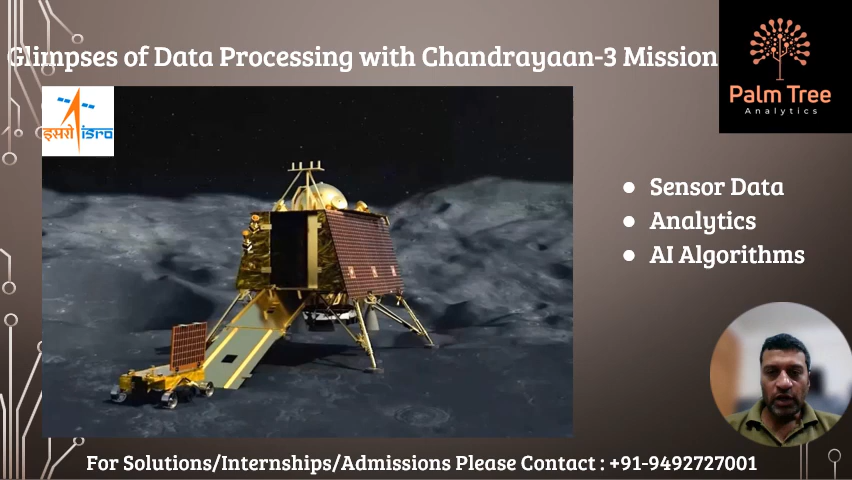 Glimpses of Data Processing with Chandrayaan-3 Mission
Palm Tree
Analytics
इसरो isro
Sensor Data
Analytics
AI Algorithms
For Solutions/Internships/Admissions Please Contact : +91-9492727001